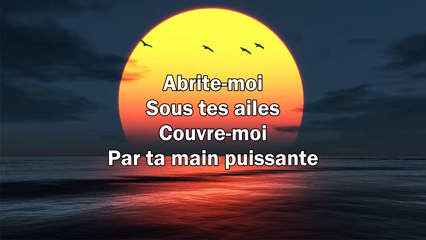 Abrite-moi
Sous tes ailes
Couvre-moi
Par ta main puissante